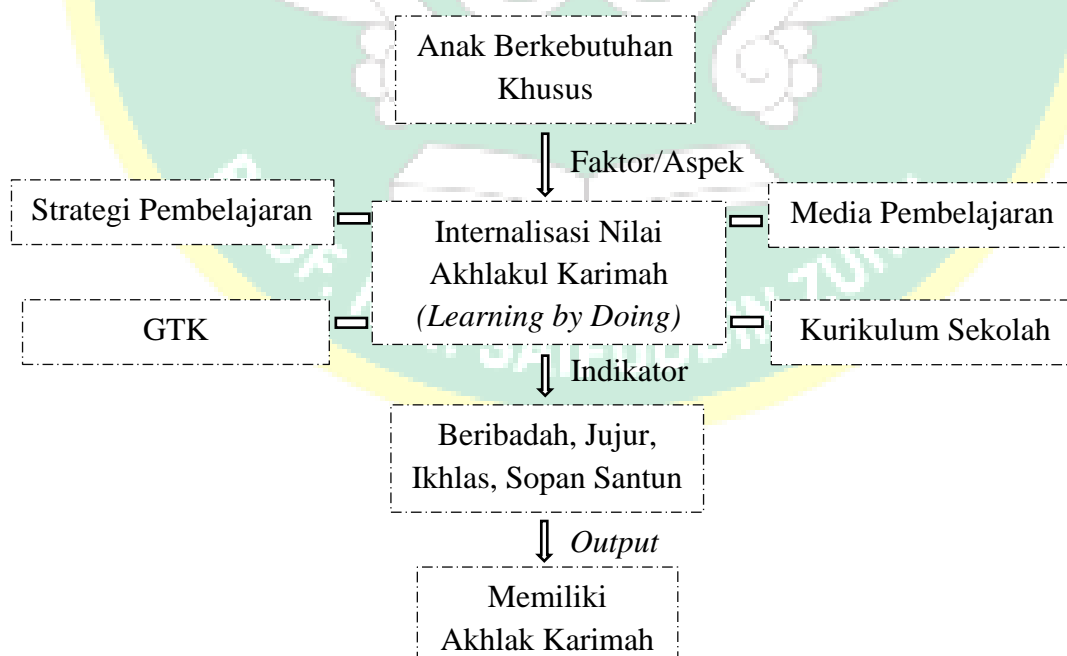 Anak Berkebutuhan
Khusus
Faktor/Aspek
Strategi Pembelajaran
Media Pembelajaran
Internalisasi Nilai
Akhlakul Karimah
(Learning by Doing)
GTK
Kurikulum Sekolah
Indikator
Beribadah, Jujur,
Ikhlas, Sopan Santun
Output
Memiliki
Akhlak Karimah